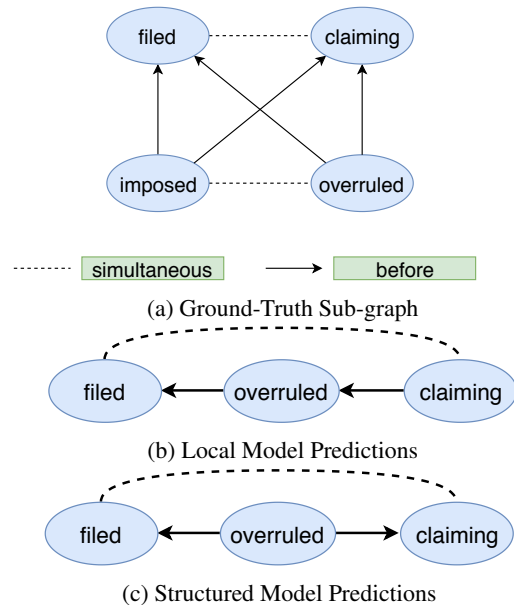 filed claiming
imposed overruled
simultaneous before
(a) Ground-Truth Sub-graph
filed overruled claiming
(b) Local Model Predictions
filed overruled claiming
(c) Structured Model Predictions